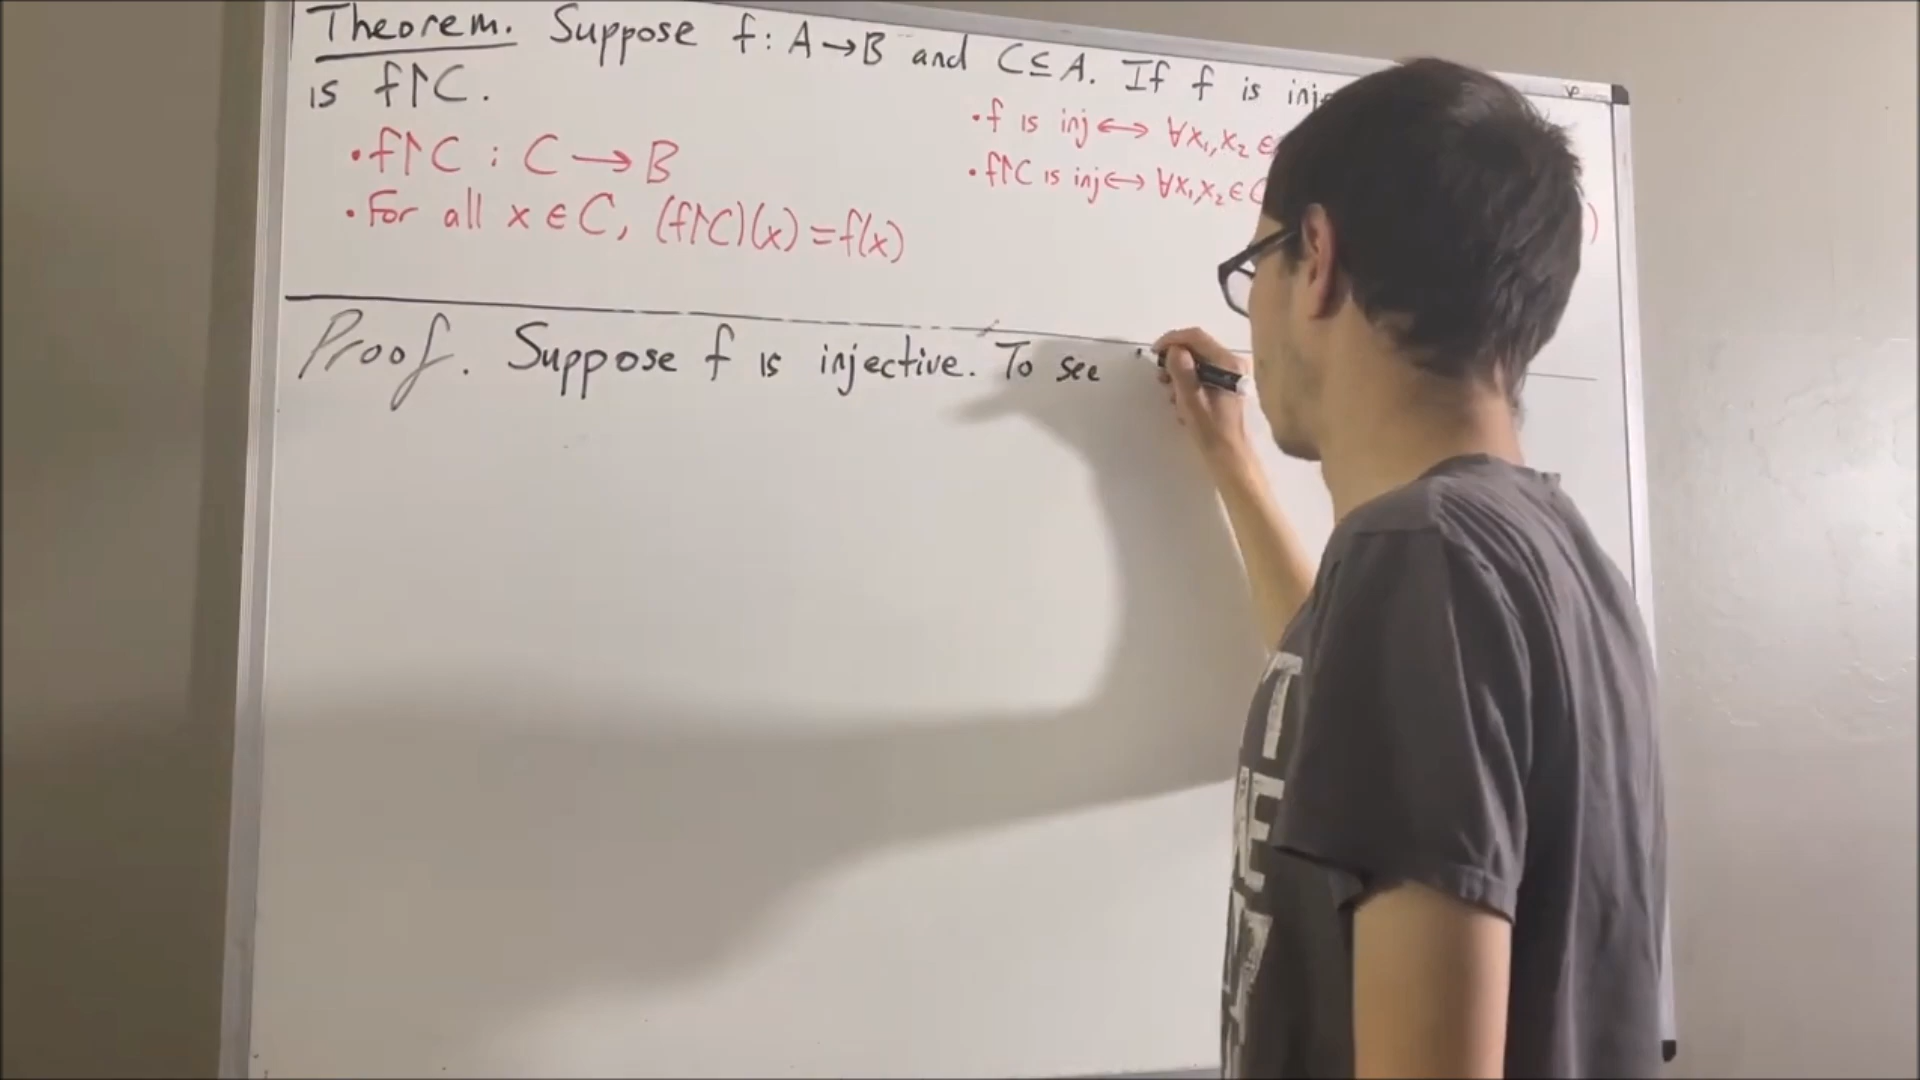 Theorem. Suppose f: A→B and C⊆A. If f is inj
is f↾C.
• f↾C : C → B
• For all x ∈ C, (f↾C)(x) = f(x)
• f is inj ↔ ∀x₁,x₂ ∈
• f↾C is inj ↔ ∀x₁,x₂ ∈ C )
Proof. Suppose f is injective. To see